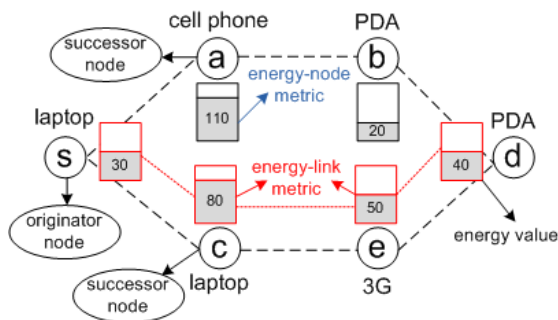 cell phone
PDA
successor
node
a
b
energy-node
metric
110
20
laptop
PDA
s
30
40
d
energy-link
metric
80
50
originator
node
energy value
c
e
successor
node
laptop
3G